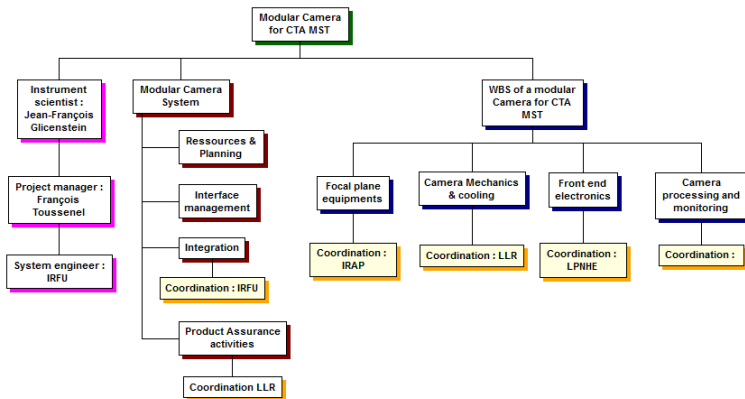 Modular Camera
for CTA MST
Instrument
scientist :
Jean-François
Glicenstein
Modular Camera
System
WBS of a modular
Camera for CTA
MST
Ressources &
Planning
Project manager :
François
Toussenel
Interface
management
Focal plane
equipments
Camera Mechanics
& cooling
Front end
electronics
Camera
processing and
monitoring
System engineer :
IRFU
Integration
Coordination : IRFU
Coordination :
IRAP
Coordination : LLR
Coordination :
LPNHE
Coordination :
Product Assurance
activities
Coordination LLR